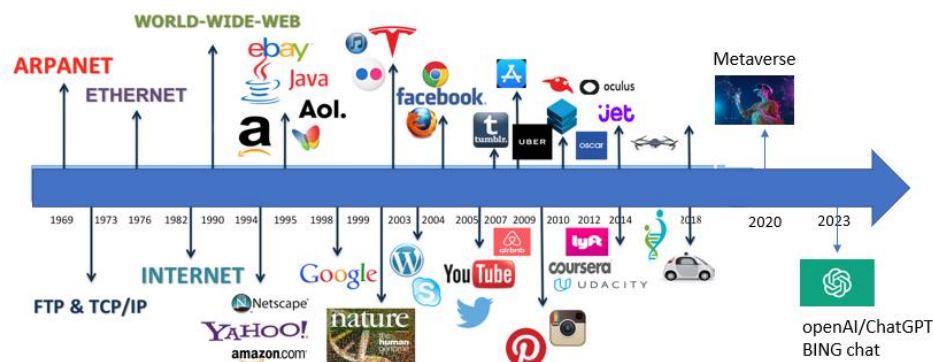 WORLD-WIDE-WEB
ARPANET
ETHERNET
ebay
Java
Aol.
a
facebook.
t
tumblr.
UBER
oculus
jet
oscar
Metaverse
1969 1973 1976 1982 1990 1994 1995 1998 1999 2003 2004 2005 2007 2009 2010 2012 2014 2018 2020 2023
FTP & TCP/IP
INTERNET
Netscape
YAHOO!
amazon.com
Google
nature
the
human
genome
W
S
You Tube
airbnb
lyft
coursera
U UDACITY
openAI/ChatGPT
BING chat